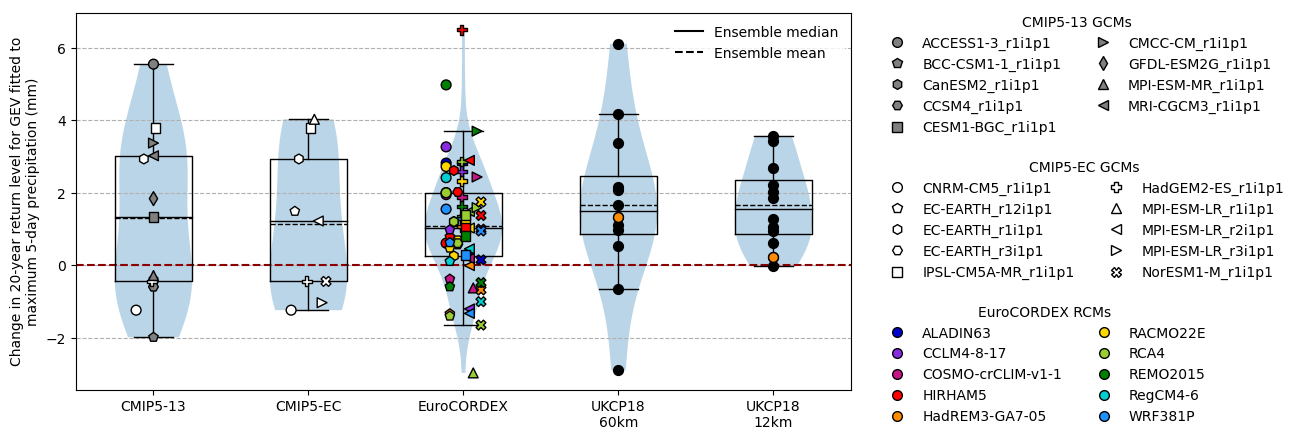 Change in 20-year return level for GEV fitted to
maximum 5-day precipitation (mm)
6
4
2
0
−2
Ensemble median
Ensemble mean
CMIP5-13
CMIP5-EC
EuroCORDEX
UKCP18
60km
UKCP18
12km
CMIP5-13 GCMs
ACCESS1-3_r1i1p1
BCC-CSM1-1_r1i1p1
CanESM2_r1i1p1
CCSM4_r1i1p1
CESM1-BGC_r1i1p1
CMCC-CM_r1i1p1
GFDL-ESM2G_r1i1p1
MPI-ESM-MR_r1i1p1
MRI-CGCM3_r1i1p1
CMIP5-EC GCMs
CNRM-CM5_r1i1p1
EC-EARTH_r12i1p1
EC-EARTH_r1i1p1
EC-EARTH_r3i1p1
IPSL-CM5A-MR_r1i1p1
HadGEM2-ES_r1i1p1
MPI-ESM-LR_r1i1p1
MPI-ESM-LR_r2i1p1
MPI-ESM-LR_r3i1p1
NorESM1-M_r1i1p1
EuroCORDEX RCMs
ALADIN63
CCLM4-8-17
COSMO-crCLIM-v1-1
HIRHAM5
HadREM3-GA7-05
RACMO22E
RCA4
REMO2015
RegCM4-6
WRF381P